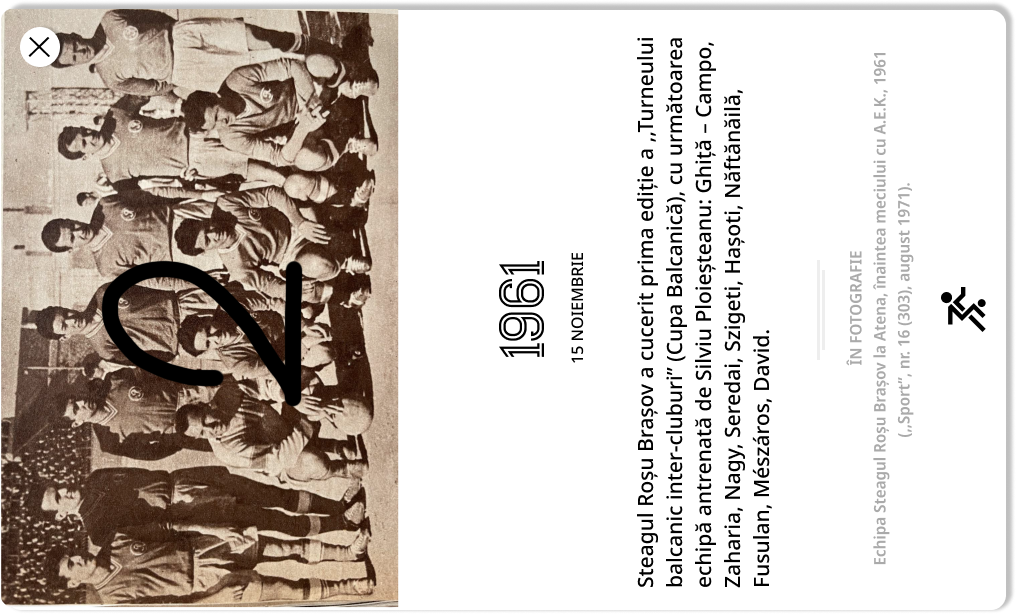 2
1961
15 NOIEMBRIE
Steagul Roșu Brașov a cucerit prima ediție a ,,Turneului
balcanic inter-cluburi” (Cupa Balcanică), cu următoarea
echipă antrenată de Silviu Ploieșteanu: Ghiță – Campo,
Zaharia, Nagy, Seredai, Szigeti, Hașoti, Năftănăilă,
Fusulan, Mészáros, David.
ÎN FOTOGRAFIE
Echipa Steagul Roșu Brașov la Atena, înaintea meciului cu A.E.K., 1961
(,,Sport”, nr. 16 (303), august 1971).